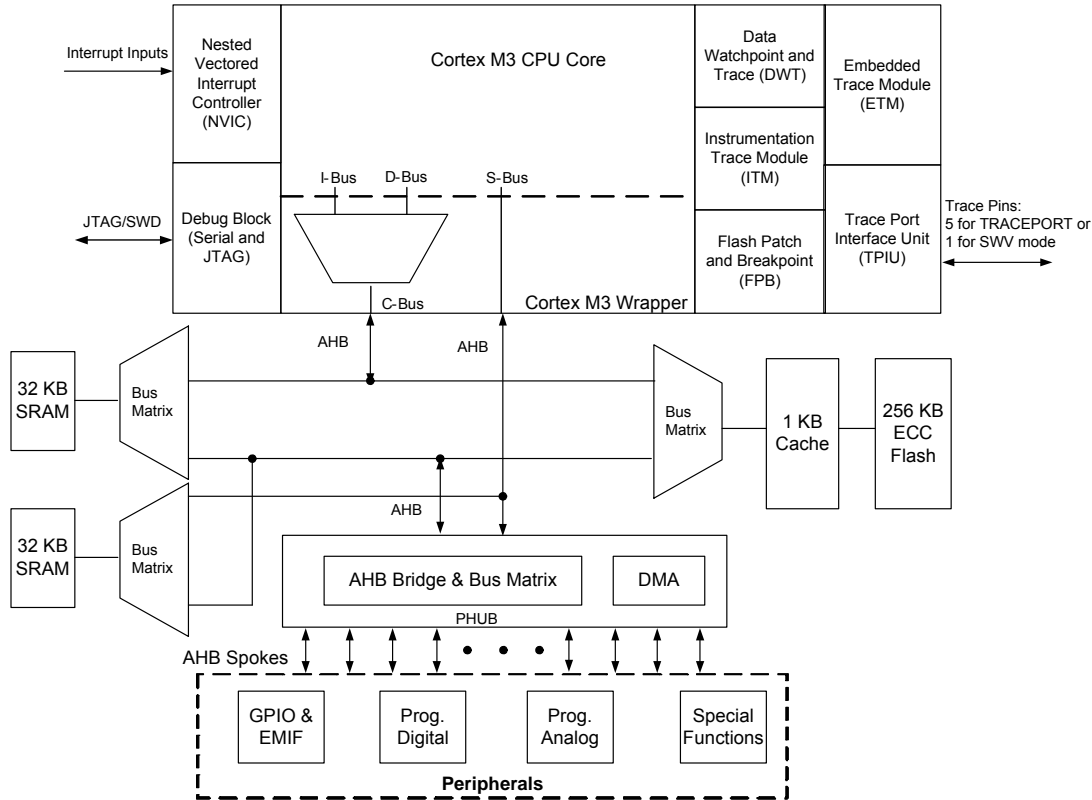 Interrupt Inputs
Nested
Vectored
Interrupt
Controller
(NVIC)
Cortex M3 CPU Core
Data
Watchpoint and
Trace (DWT)
Embedded
Trace Module
(ETM)
Instrumentation
Trace Module
(ITM)
I-Bus
D-Bus
S-Bus
JTAG/SWD
Debug Block
(Serial and
JTAG)
Flash Patch
and Breakpoint
(FPB)
Trace Port
Interface Unit
(TPIU)
Trace Pins:
5 for TRACEPORT or
1 for SWV mode
C-Bus
Cortex M3 Wrapper
AHB
AHB
32 KB
SRAM
Bus
Matrix
Bus
Matrix
1 KB
Cache
256 KB
ECC
Flash
AHB
32 KB
SRAM
Bus
Matrix
AHB Bridge & Bus Matrix
DMA
PHUB
AHB Spokes
GPIO &
EMIF
Prog.
Digital
Prog.
Analog
Special
Functions
Peripherals